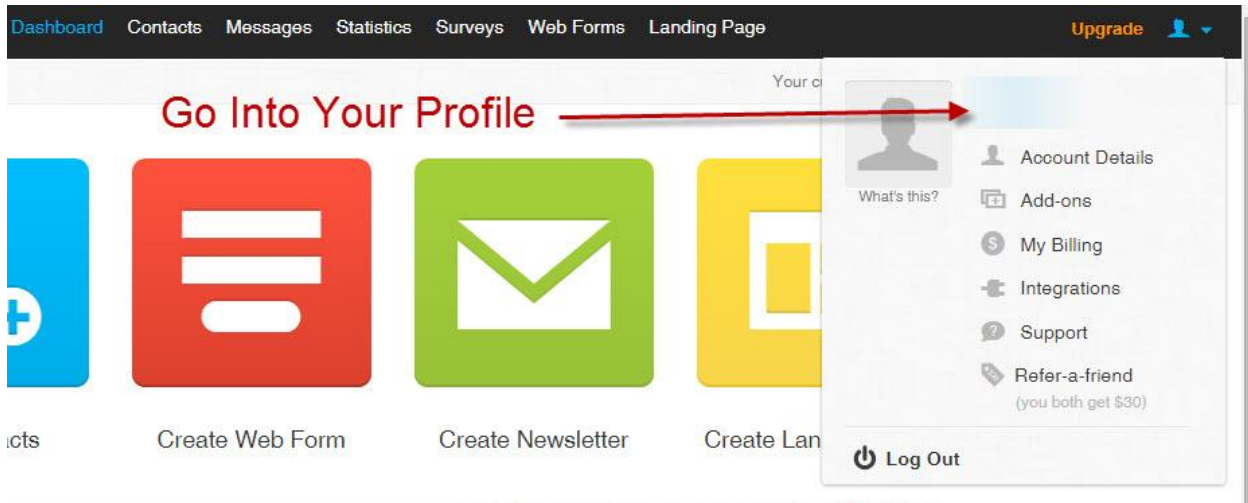 Dashboard Contacts Messages Statistics Surveys Web Forms Landing Page Upgrade
Your cu
Go Into Your Profile
What's this?
Account Details
Add-ons
My Billing
Integrations
Support
Refer-a-friend
(you both get $30)
Log Out
acts Create Web Form Create Newsletter Create Lan